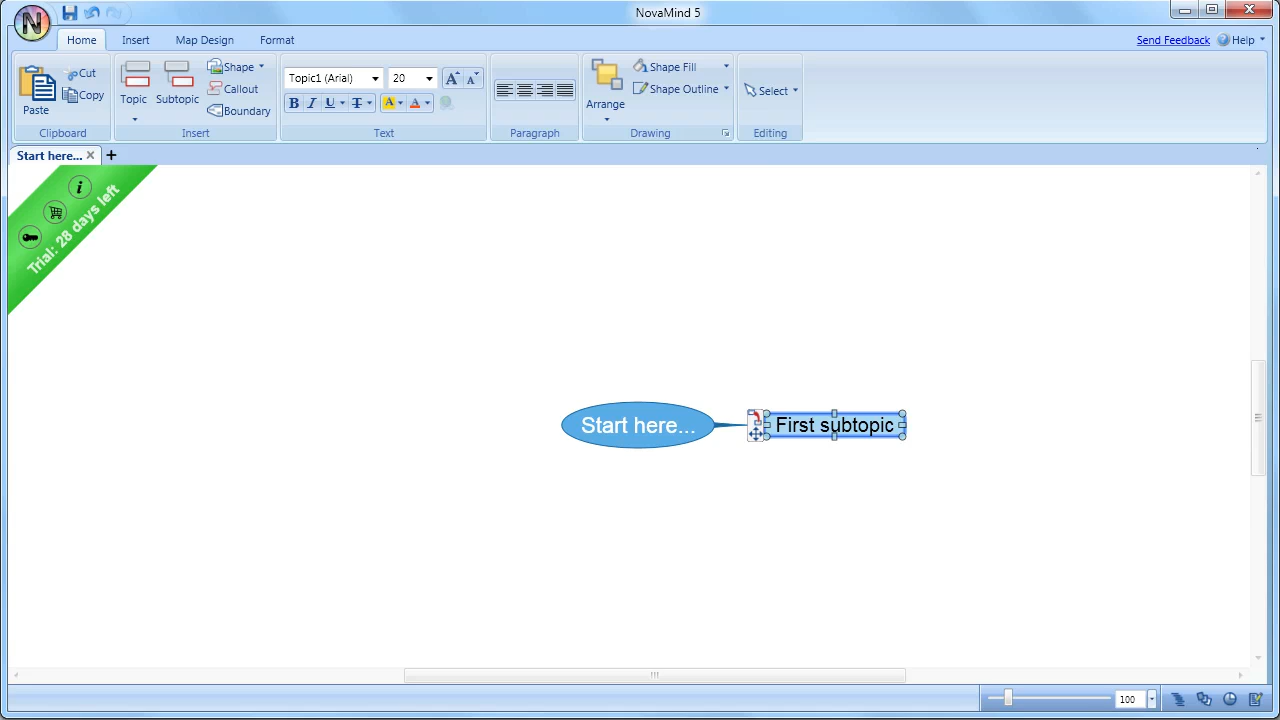 NovaMind 5
Home Insert Map Design Format Send Feedback Help
Paste Cut Copy Clipboard
Topic Subtopic Shape Callout Boundary Insert
Topic1 (Arial) 20 B I U T A A Text
Paragraph
Arrange Shape Fill Shape Outline Drawing
Select Editing
Start here...
Trial: 28 days left
Start here... First subtopic
100